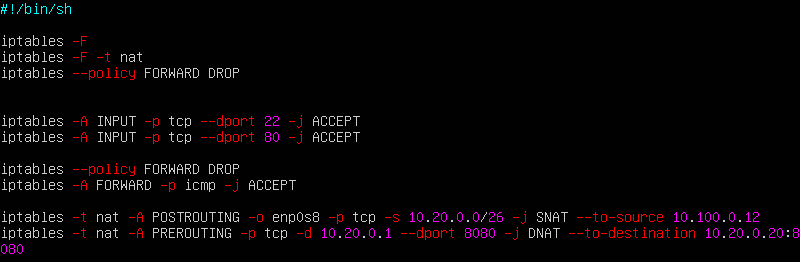 #!/bin/sh
iptables -F
iptables -F -t nat
iptables --policy FORWARD DROP
iptables -A INPUT -p tcp --dport 22 -j ACCEPT
iptables -A INPUT -p tcp --dport 80 -j ACCEPT
iptables --policy FORWARD DROP
iptables -A FORWARD -p icmp -j ACCEPT
iptables -t nat -A POSTROUTING -o enp0s8 -p tcp -s 10.20.0.0/26 -j SNAT --to-source 10.100.0.12
iptables -t nat -A PREROUTING -p tcp -d 10.20.0.1 --dport 8080 -j DNAT --to-destination 10.20.0.20:8
080